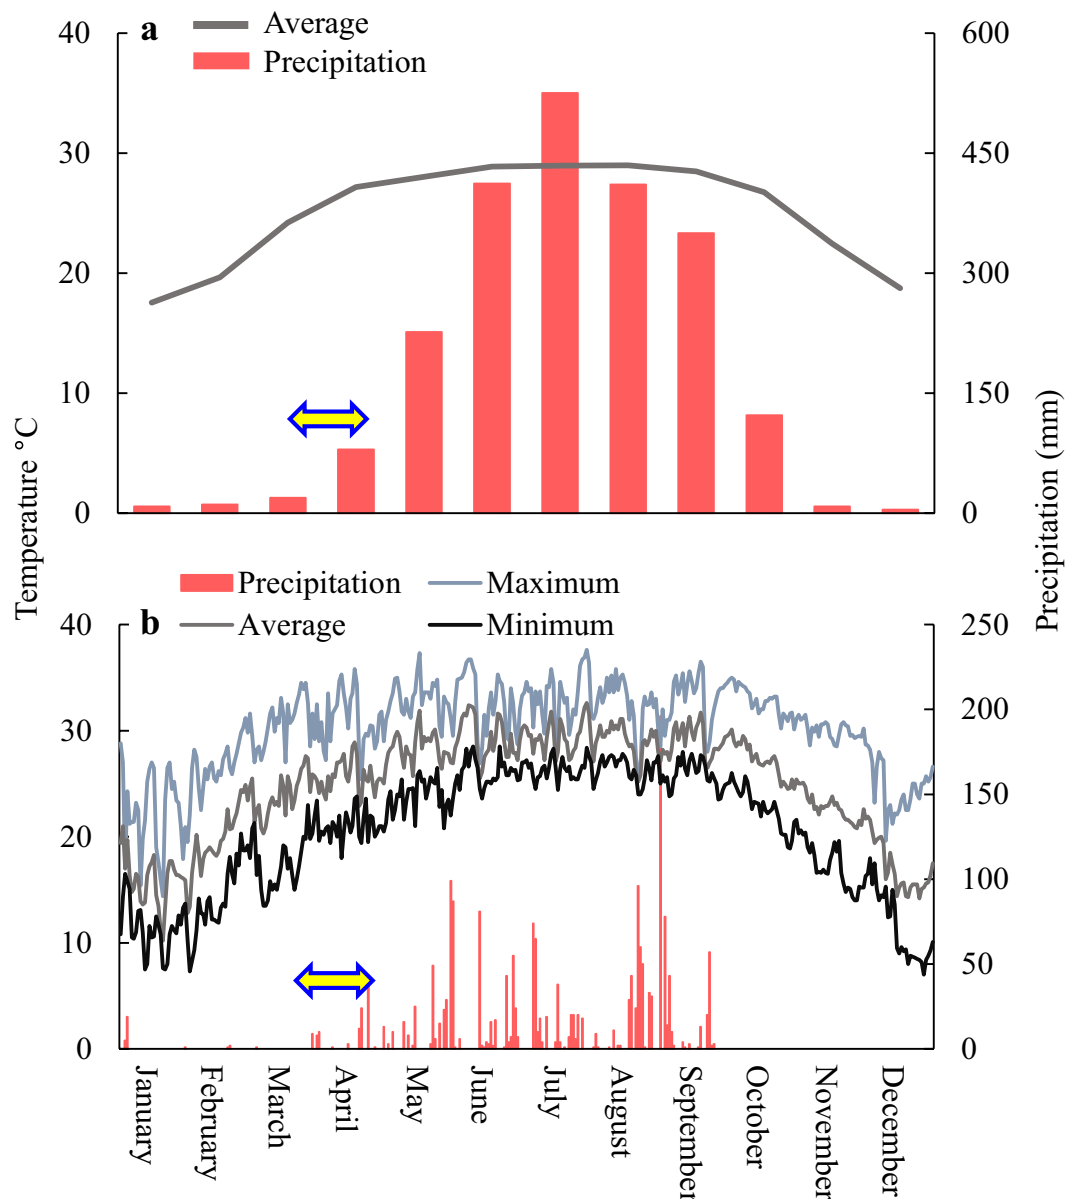 a
Average
Precipitation
40
30
20
10
0
600
450
300
150
0
Temperature °C
Precipitation (mm)
b
Precipitation
Maximum
Average
Minimum
40
30
20
10
0
250
200
150
100
50
0
January
February
March
April
May
June
July
August
September
October
November
December